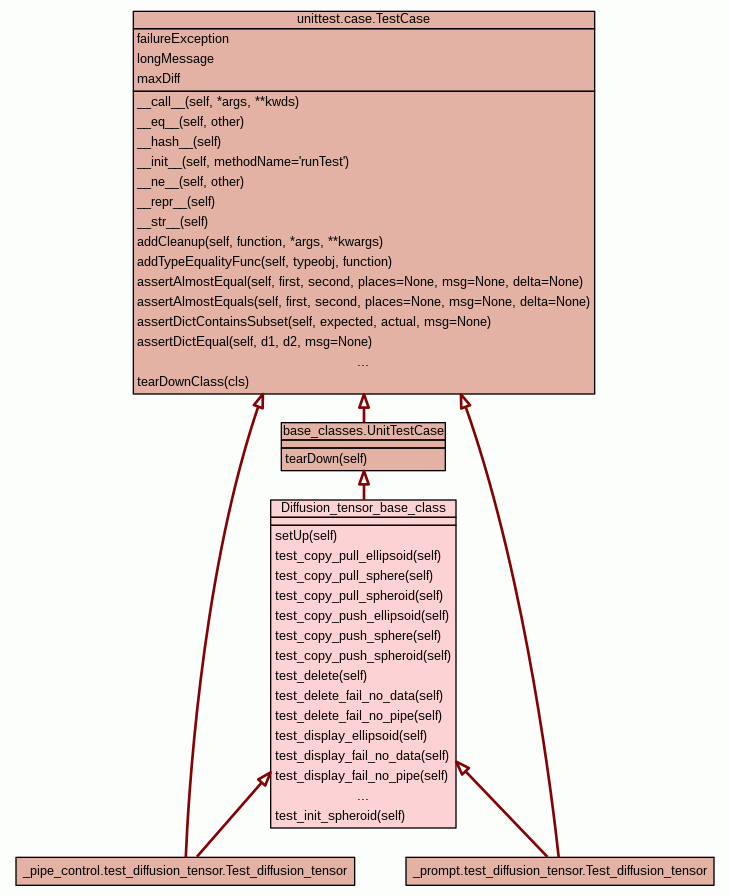 unittest.case.TestCase
failureException
longMessage
maxDiff
__call__(self, *args, **kwds)
__eq__(self, other)
__hash__(self)
__init__(self, methodName='runTest')
__ne__(self, other)
__repr__(self)
__str__(self)
addCleanup(self, function, *args, **kwargs)
addTypeEqualityFunc(self, typeobj, function)
assertAlmostEqual(self, first, second, places=None, msg=None, delta=None)
assertAlmostEquals(self, first, second, places=None, msg=None, delta=None)
assertDictContainsSubset(self, expected, actual, msg=None)
assertDictEqual(self, d1, d2, msg=None)
...
tearDownClass(cls)
base_classes.UnitTestCase
tearDown(self)
Diffusion_tensor_base_class
setUp(self)
test_copy_pull_ellipsoid(self)
test_copy_pull_sphere(self)
test_copy_pull_spheroid(self)
test_copy_push_ellipsoid(self)
test_copy_push_sphere(self)
test_copy_push_spheroid(self)
test_delete(self)
test_delete_fail_no_data(self)
test_delete_fail_no_pipe(self)
test_display_ellipsoid(self)
test_display_fail_no_data(self)
test_display_fail_no_pipe(self)
...
test_init_spheroid(self)
_pipe_control.test_diffusion_tensor.Test_diffusion_tensor
_prompt.test_diffusion_tensor.Test_diffusion_tensor